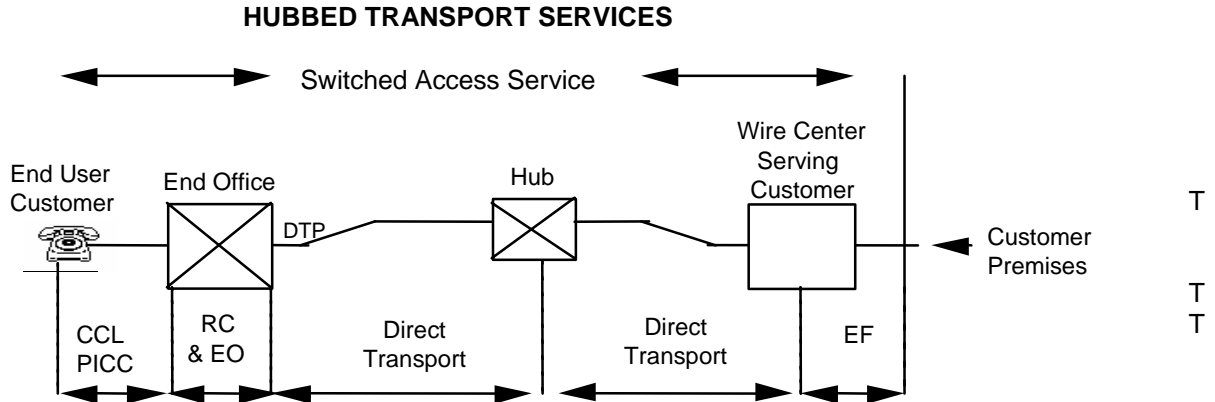 HUBBED TRANSPORT SERVICES
Switched Access Service
Wire Center
Serving
Customer
End User
Customer
End Office
Hub
DTP
T
Customer
Premises
T
T
CCL
PICC
RC
& EO
Direct
Transport
Direct
Transport
EF